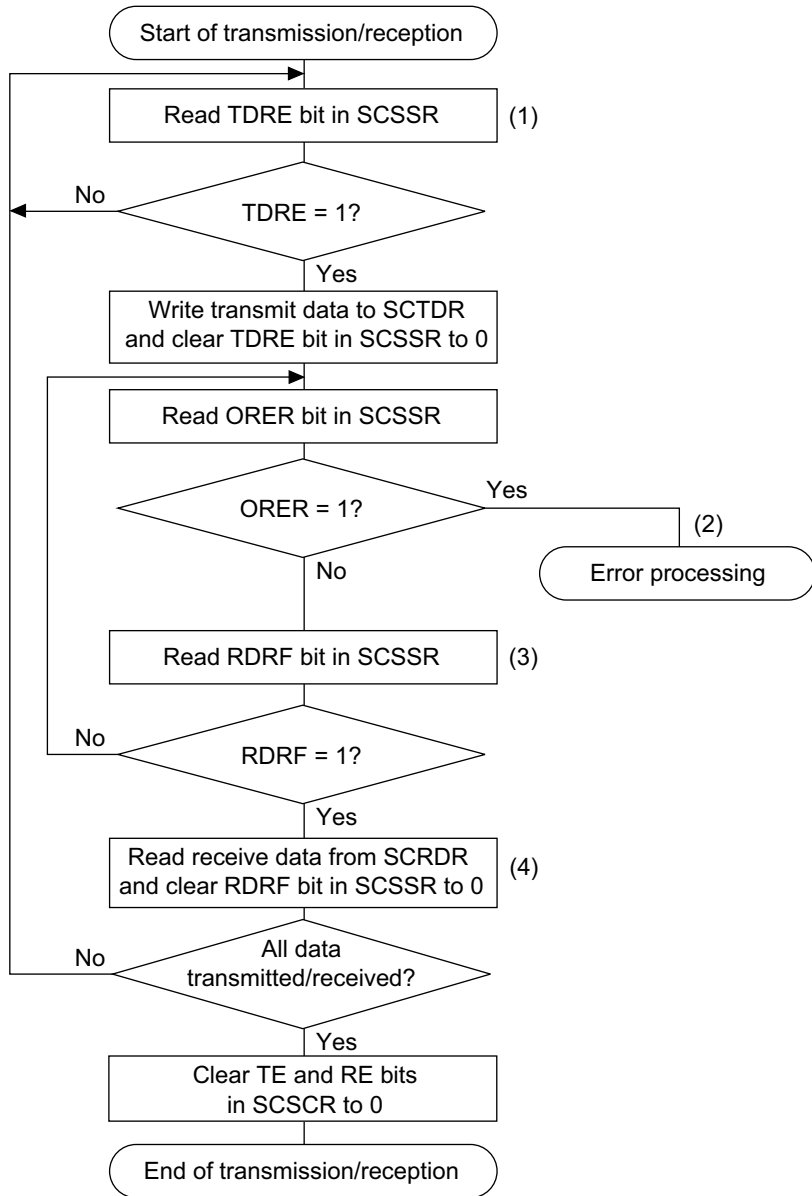 Start of transmission/reception
Read TDRE bit in SCSSR
(1)
No
TDRE = 1?
Yes
Write transmit data to SCTDR
and clear TDRE bit in SCSSR to 0
Read ORER bit in SCSSR
ORER = 1?
Yes
(2)
Error processing
No
Read RDRF bit in SCSSR
(3)
No
RDRF = 1?
Yes
Read receive data from SCRDR
and clear RDRF bit in SCSSR to 0
(4)
No
All data
transmitted/received?
Yes
Clear TE and RE bits
in SCSCR to 0
End of transmission/reception